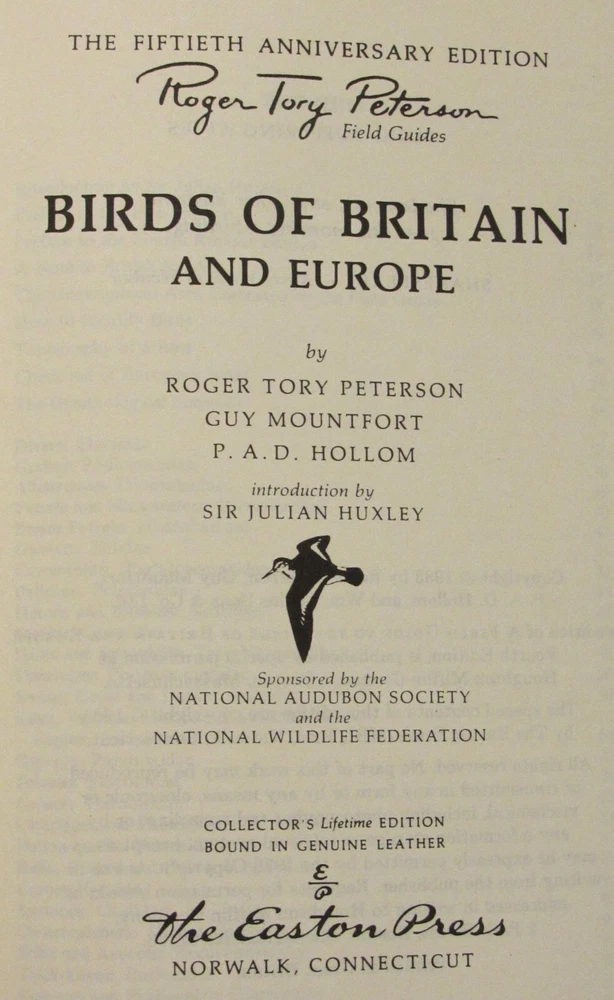 THE FIFTIETH ANNIVERSARY EDITION
Roger Tory Peterson
Field Guides
BIRDS OF BRITAIN
AND EUROPE
by
ROGER TORY PETERSON
GUY MOUNTFORT
P. A. D. HOLLOM
introduction by
SIR JULIAN HUXLEY
Sponsored by the
NATIONAL AUDUBON SOCIETY
and the
NATIONAL WILDLIFE FEDERATION
COLLECTOR'S Lifetime EDITION
BOUND IN GENUINE LEATHER
The Easton Press
NORWALK, CONNECTICUT